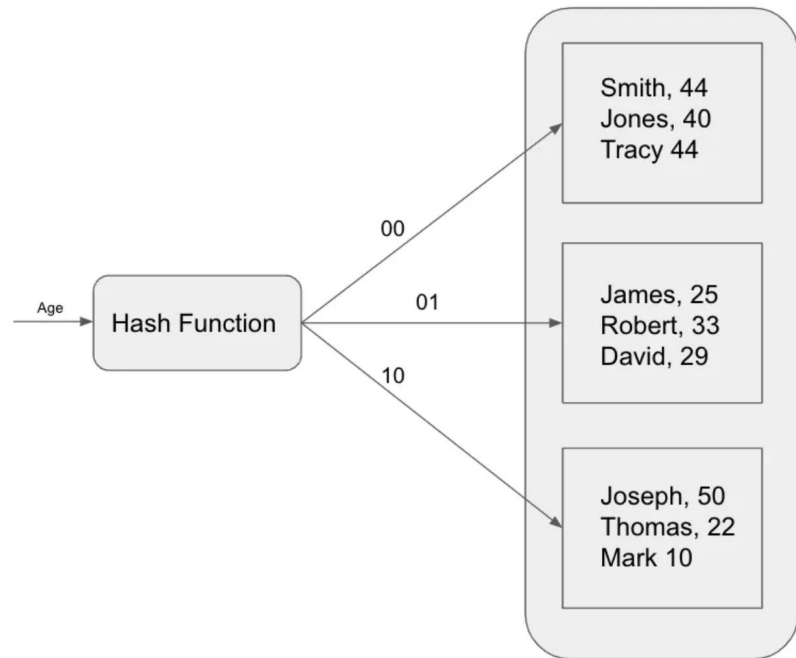 Age
Hash Function
00
01
10
Smith, 44
Jones, 40
Tracy 44
James, 25
Robert, 33
David, 29
Joseph, 50
Thomas, 22
Mark 10